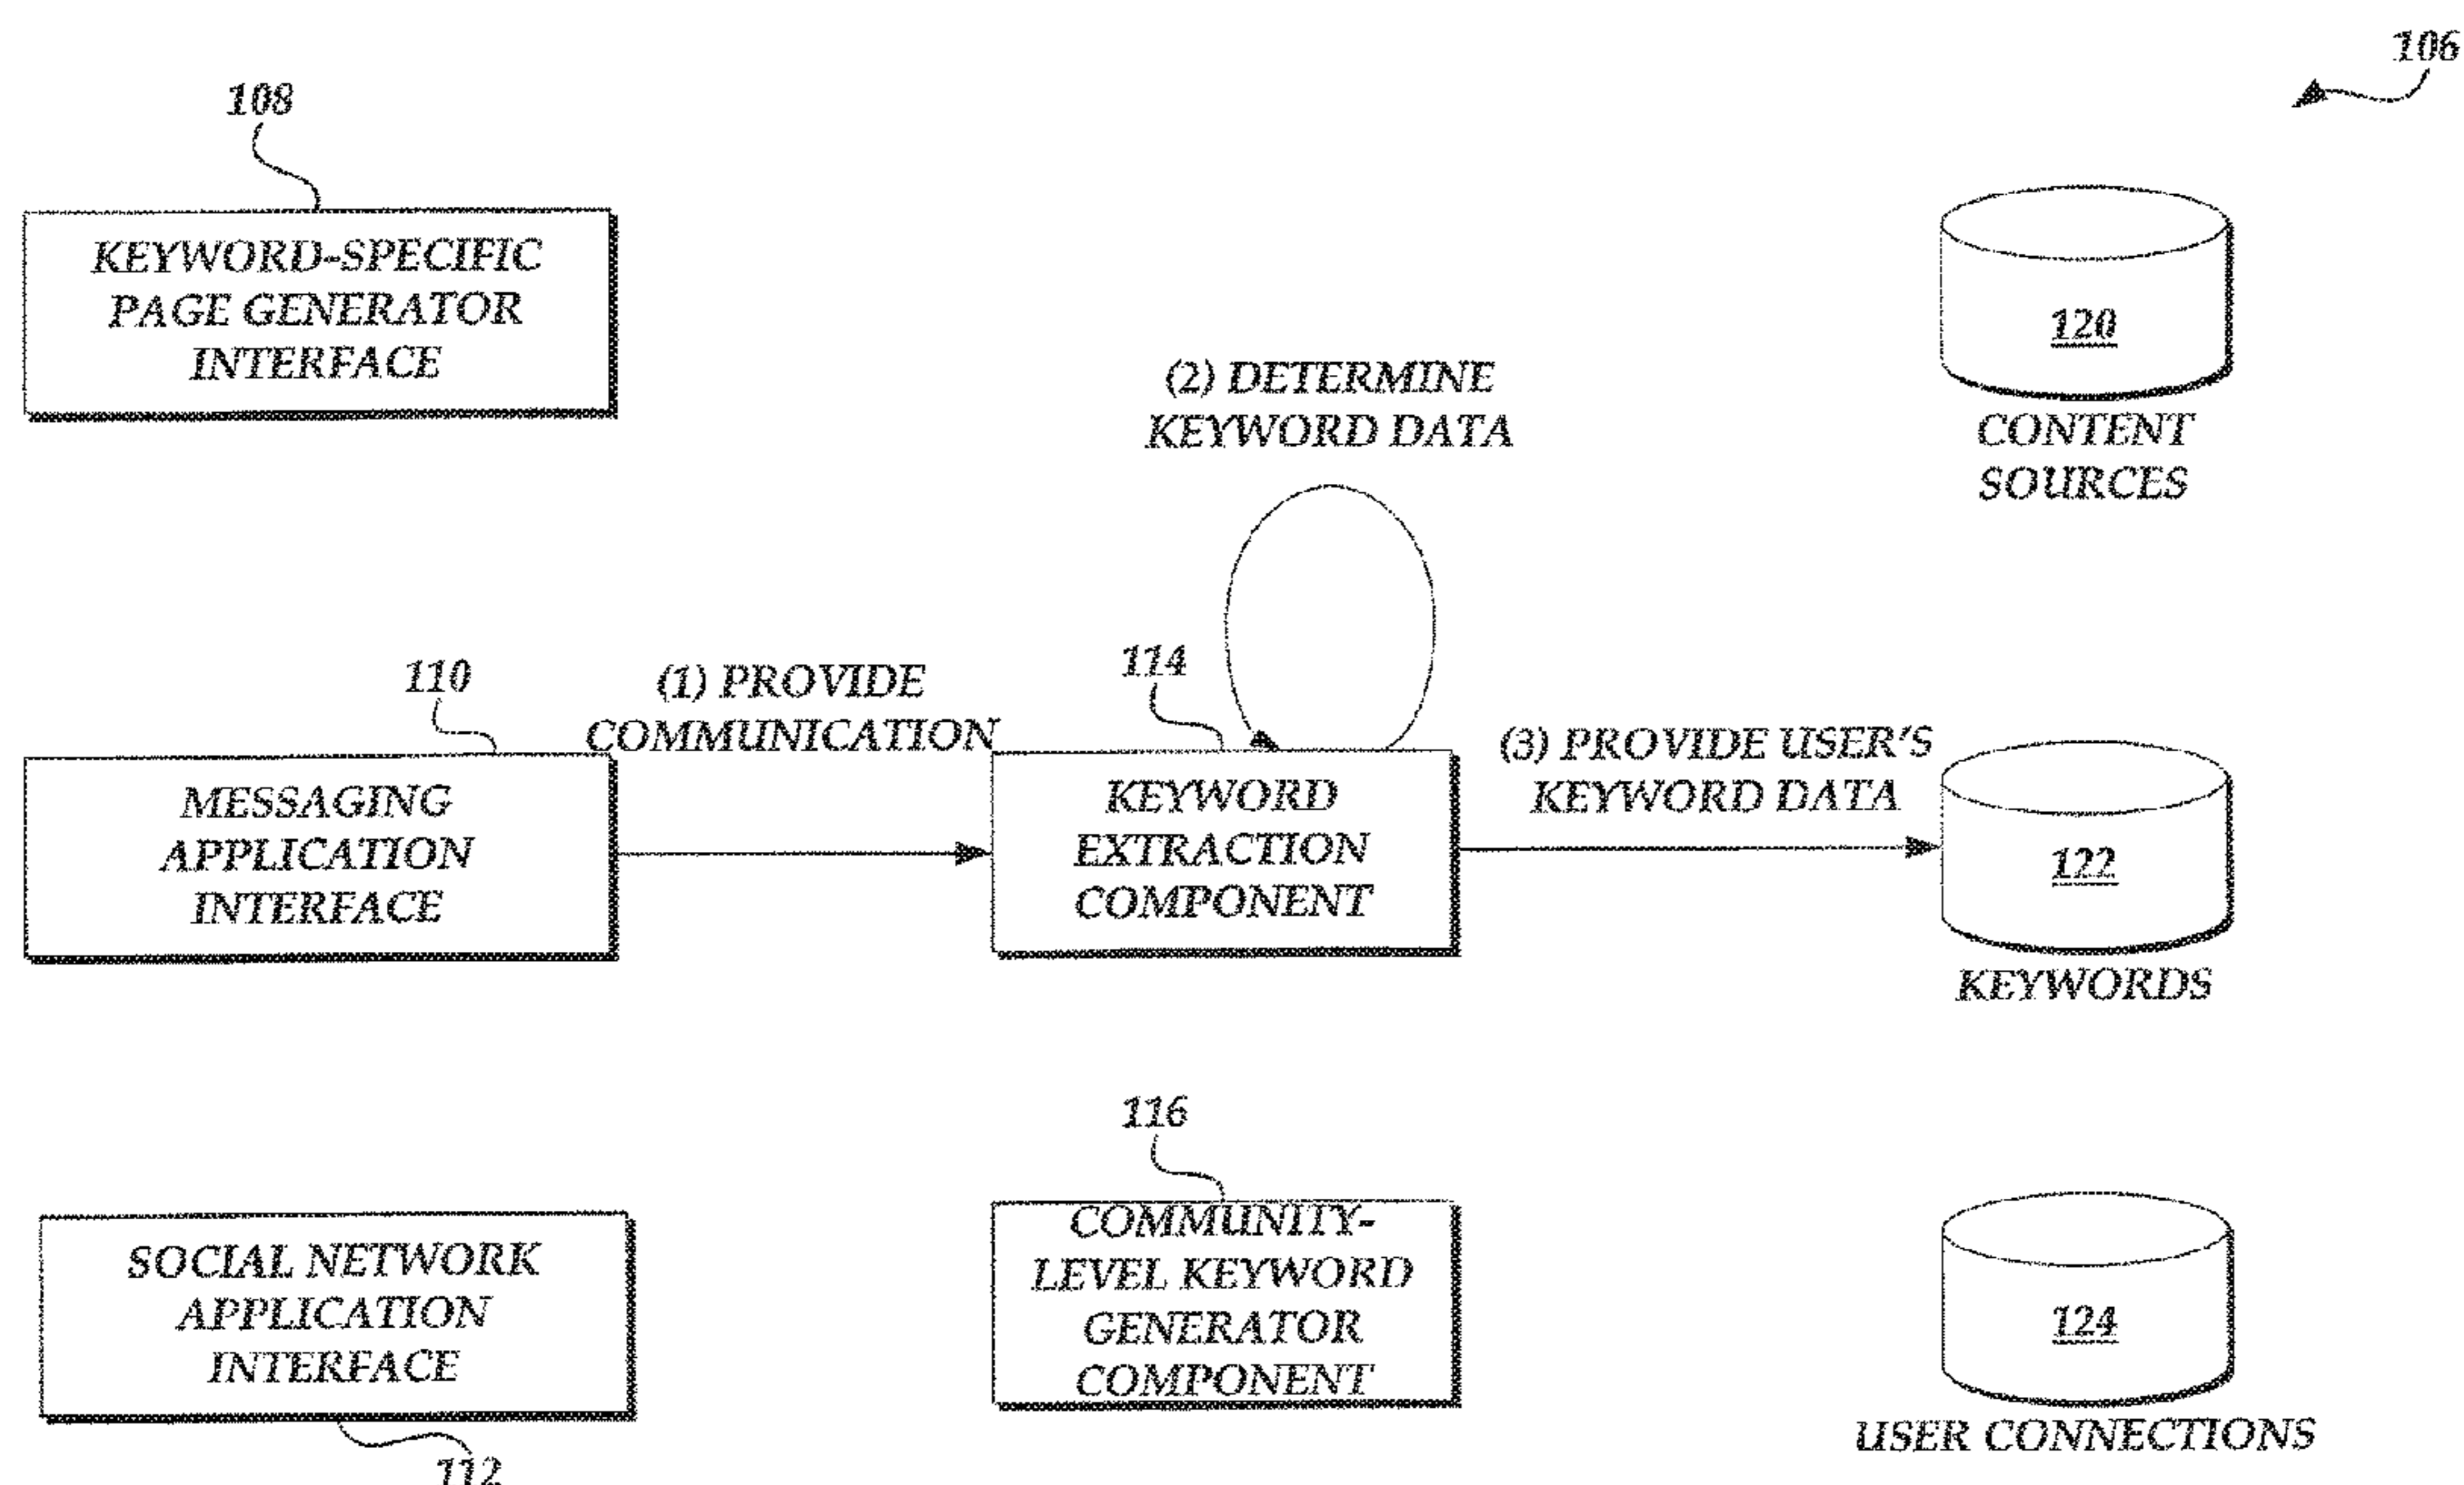 106
108
KEYWORD-SPECIFIC
PAGE GENERATOR
INTERFACE
120
CONTENT
SOURCES
(2) DETERMINE
KEYWORD DATA
110
(1) PROVIDE
COMMUNICATION
114
(3) PROVIDE USER'S
KEYWORD DATA
MESSAGING
APPLICATION
INTERFACE
KEYWORD
EXTRACTION
COMPONENT
122
KEYWORDS
116
SOCIAL NETWORK
APPLICATION
INTERFACE
112
COMMUNITY-
LEVEL KEYWORD
GENERATOR
COMPONENT
124
USER CONNECTIONS